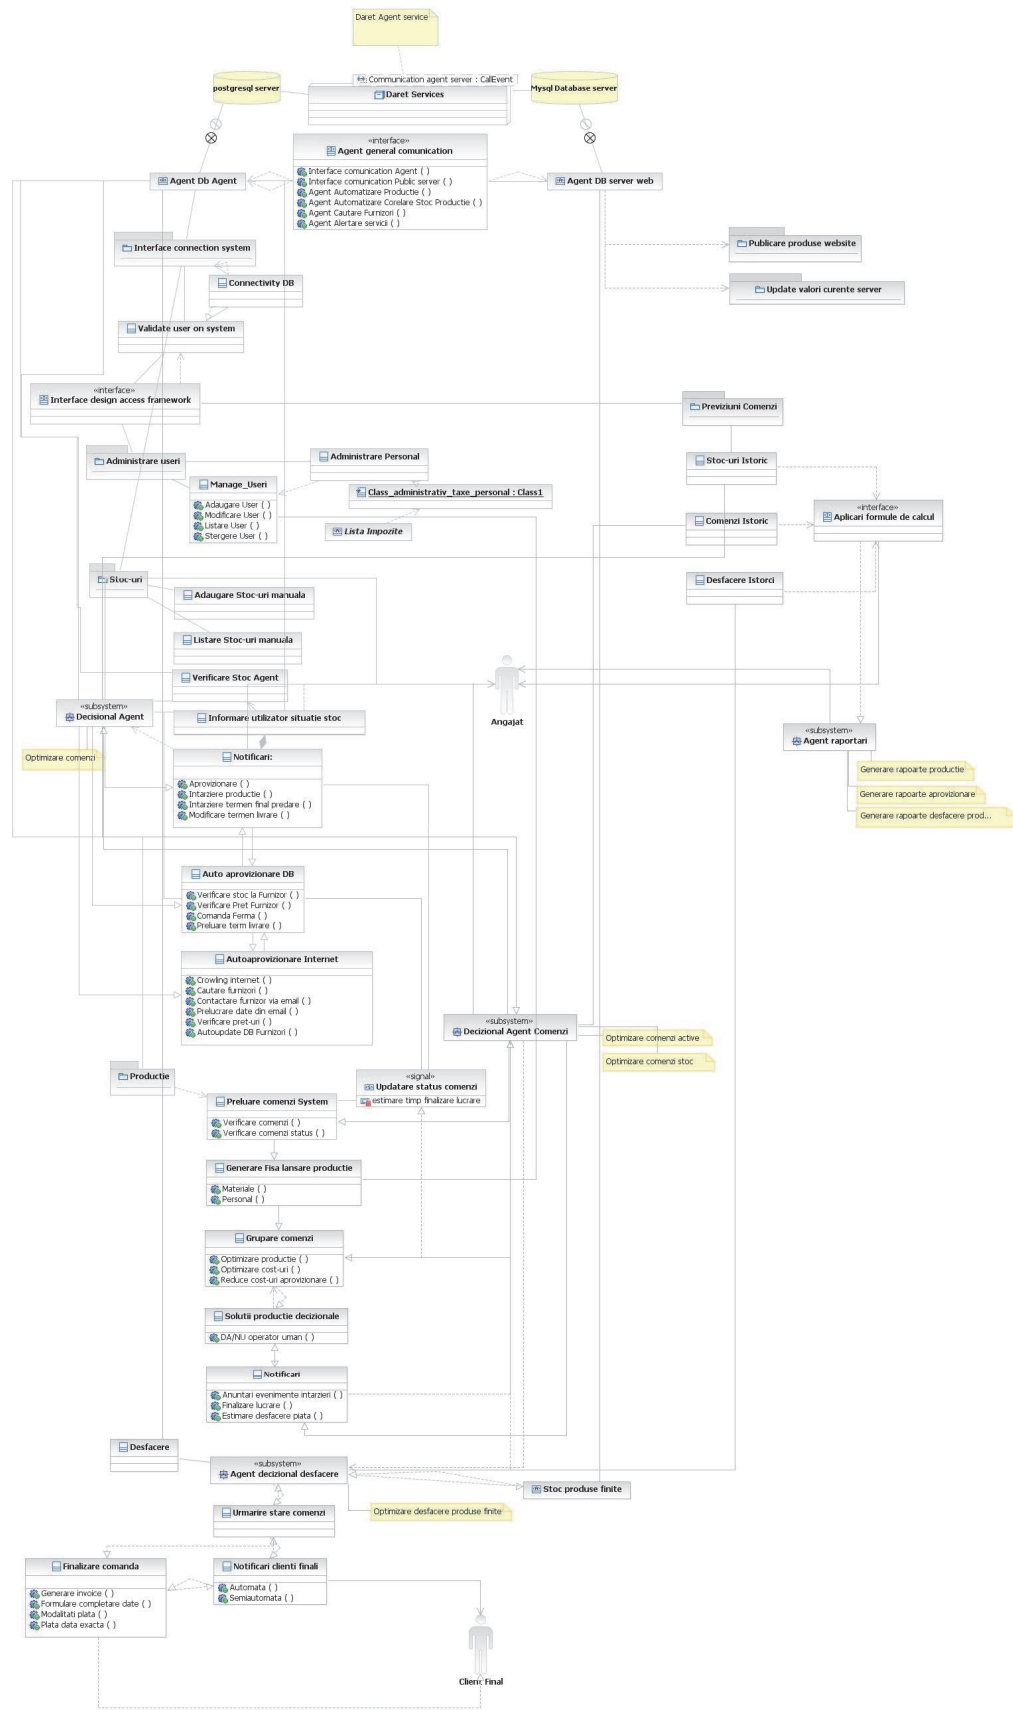 Daret Agent service
Communication agent server : CallEvent
postgresql server
Daret Services
Mysql Database server
«interface»
Agent general comunication
Interface comunication Agent ( )
Interface comunication Public server ( )
Agent Automatizare Productie ( )
Agent Automatizare Corelare Stoc Productie ( )
Agent Cautare Furnizori ( )
Agent Alertare servicii ( )
Agent Db Agent
Agent DB server web
Interface connection system
Publicare produse website
Connectivity DB
Update valori curente server
Validate user on system
«interface»
Interface design access framework
Previziuni Comenzi
Administrare useri
Administrare Personal
Stoc-uri Istoric
Manage_Useri
Adaugare User ( )
Modificare User ( )
Listare User ( )
Stergere User ( )
Class_administrativ_taxe_personal : Class1
Lista Impozite
Comenzi Istoric
«interface»
Aplicari formule de calcul
Stoc-uri
Desfacere Istorci
Adaugare Stoc-uri manuala
Listare Stoc-uri manuala
Verificare Stoc Agent
Angajat
«subsystem»
Decisional Agent
Informare utilizator situatie stoc
«subsystem»
Agent raportari
Optimizare comenzi
Notificari:
Aprovizionare ( )
Intarziere productie ( )
Intarziere termen final predare ( )
Modificare termen livrare ( )
Generare rapoarte productie
Generare rapoarte aprovizionare
Generare rapoarte desfacere prod...
Auto aprovizionare DB
Verificare stoc la Furnizor ( )
Verificare Pret Furnizor ( )
Comanda Ferma ( )
Preluare term livrare ( )
Autoaprovizionare Internet
Crowling internet ( )
Cautare furnizori ( )
Contactare furnizor via email ( )
Prelucrare date din email ( )
Verificare pret-uri ( )
Autoupdate DB Furnizori ( )
«subsystem»
Decizional Agent Comenzi
Optimizare comenzi active
Optimizare comenzi stoc
Productie
«signal»
Updatare status comenzi
estimare timp finalizare lucrare
Preluare comenzi System
Verificare comenzi ( )
Verificare comenzi status ( )
Generare Fisa lansare productie
Materiale ( )
Personal ( )
Grupare comenzi
Optimizare productie ( )
Optimizare cost-uri ( )
Reduce cost-uri aprovizionare ( )
Solutii productie decizionale
DA/NU operator uman ( )
Notificari
Anuntari evenimente intarzieri ( )
Finalizare lucrare ( )
Estimare desfacere piata ( )
Desfacere
«subsystem»
Agent decizional desfacere
Stoc produse finite
Optimizare desfacere produse finite
Urmarire stare comenzi
Finalizare comanda
Generare invoice ( )
Formulare completare date ( )
Modalitati plata ( )
Plata data exacta ( )
Notificari clienti finali
Automata ( )
Semiautomata ( )
Client Final